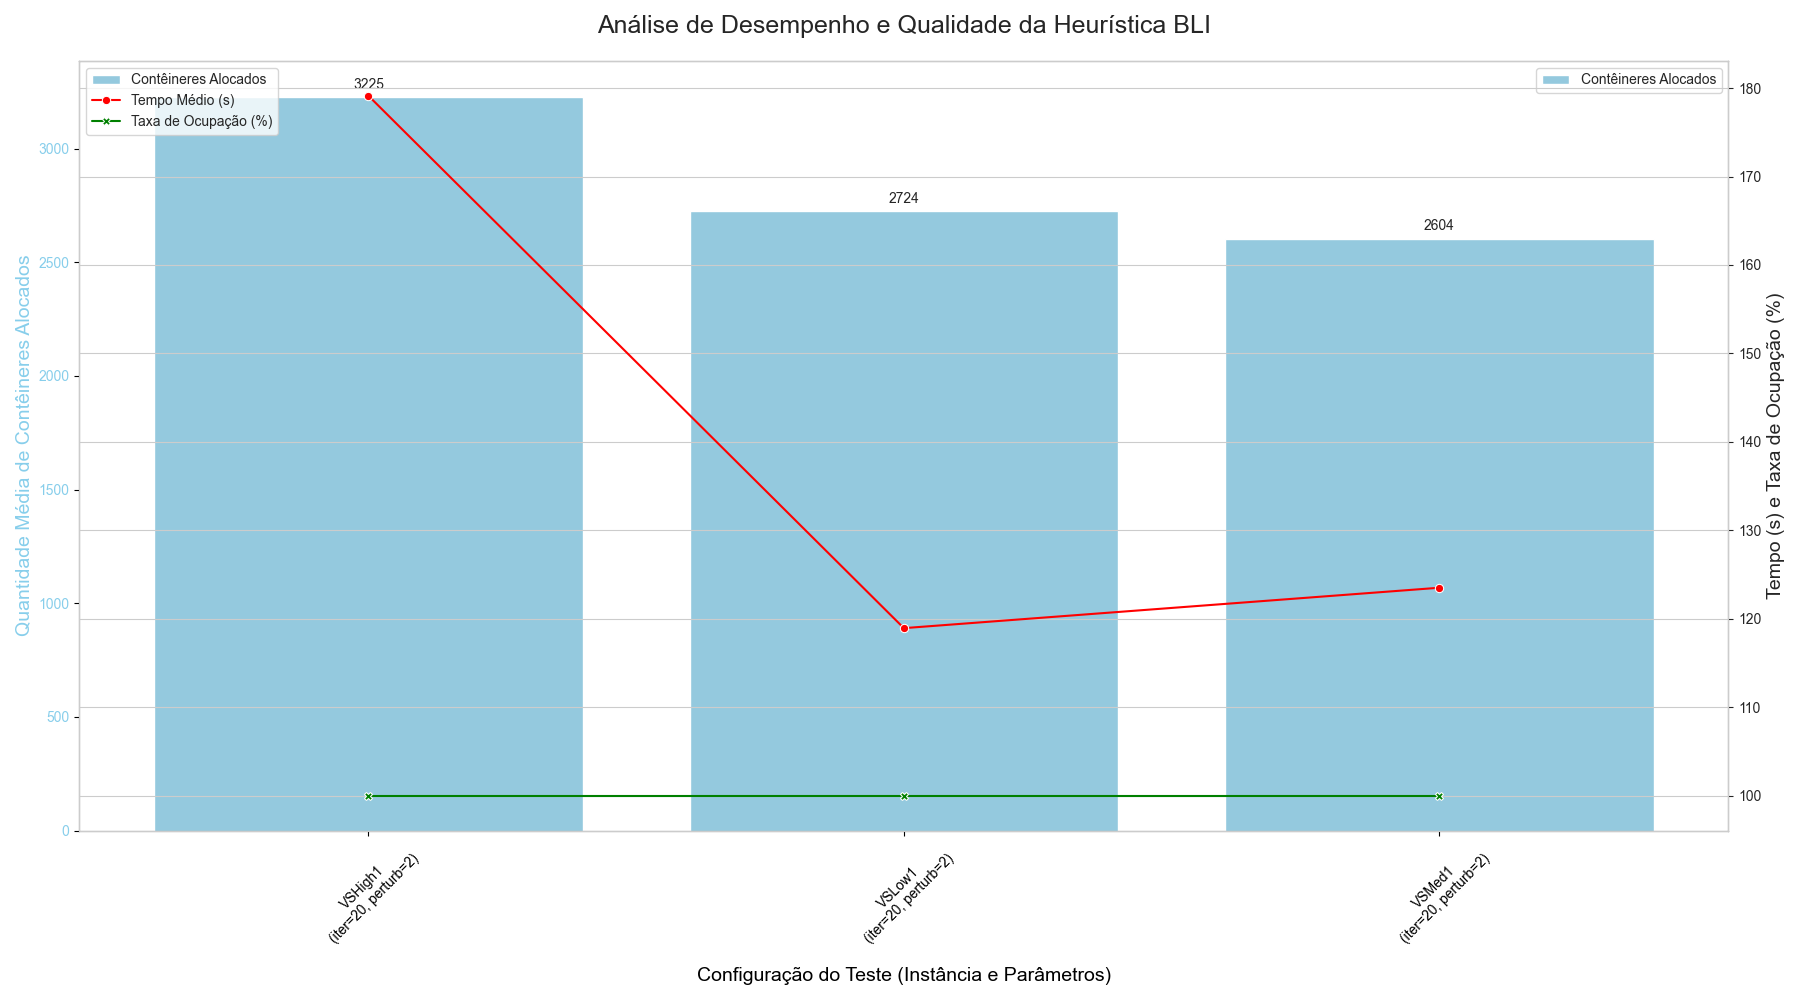 Análise de Desempenho e Qualidade da Heurística BLI
Contêineres Alocados
Tempo Médio (s)
Taxa de Ocupação (%)
Contêineres Alocados
3225
2724
2604
Quantidade Média de Contêineres Alocados
3000
2500
2000
1500
1000
500
0
180
170
160
150
140
130
120
110
100
Tempo (s) e Taxa de Ocupação (%)
VSHigh1
(iter=20, perturb=2)
VSLow1
(iter=20, perturb=2)
VSMed1
(iter=20, perturb=2)
Configuração do Teste (Instância e Parâmetros)